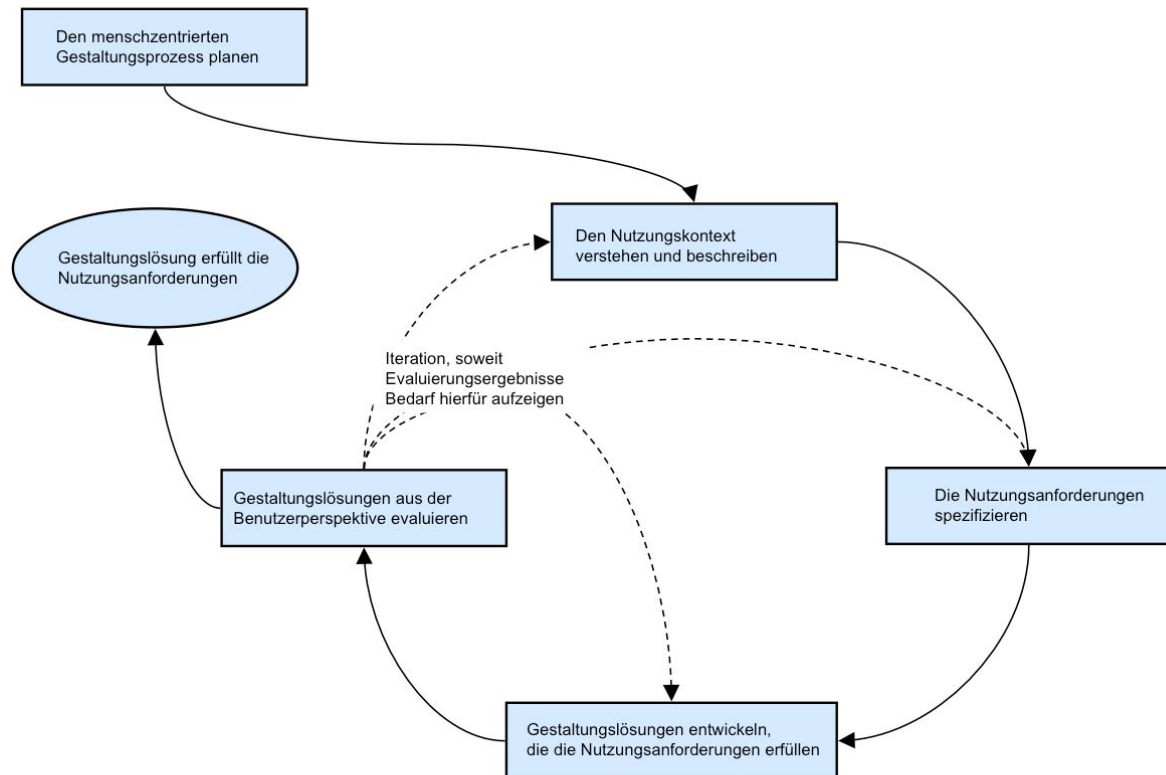 Den menschzentrierten
Gestaltungsprozess planen
Gestaltungslösung erfüllt die
Nutzungsanforderungen
Den Nutzungskontext
verstehen und beschreiben
Iteration, soweit
Evaluierungsergebnisse
Bedarf hierfür aufzeigen
Gestaltungslösungen aus der
Benutzerperspektive evaluieren
Die Nutzungsanforderungen
spezifizieren
Gestaltungslösungen entwickeln,
die die Nutzungsanforderungen erfüllen